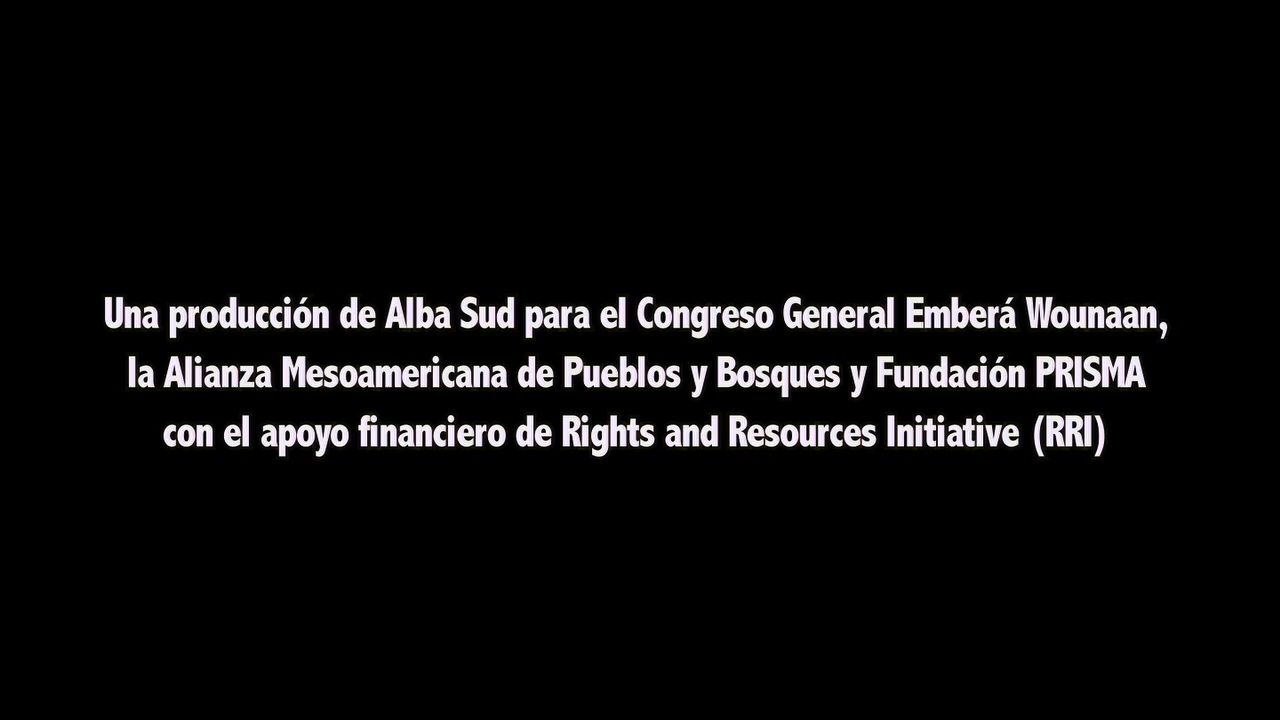 Una producción de Alba Sud para el Congreso General Emberá Wounaan,
la Alianza Mesoamericana de Pueblos y Bosques y Fundación PRISMA
con el apoyo financiero de Rights and Resources Initiative (RRI)